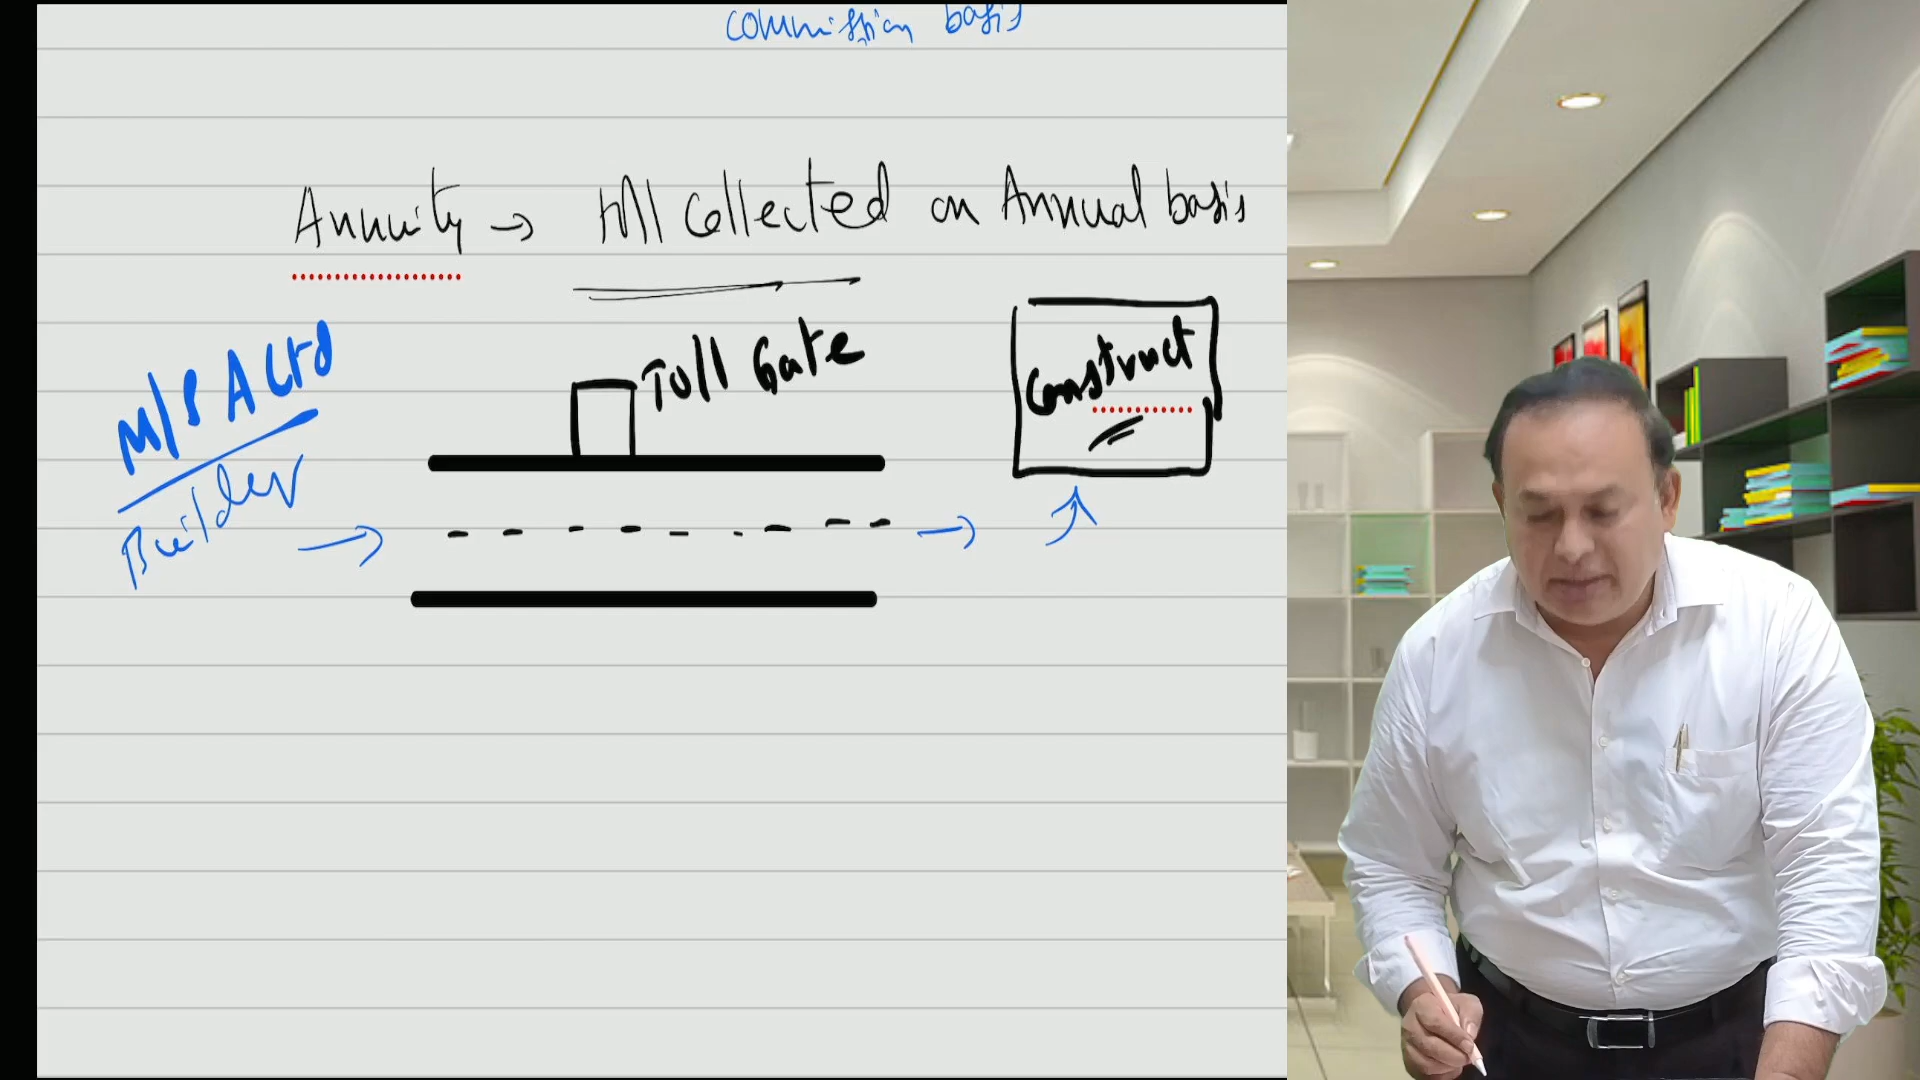 commission basis
Annuity → toll collected on Annual basis
M/s A Ltd
Builder
Toll Gate
Construct